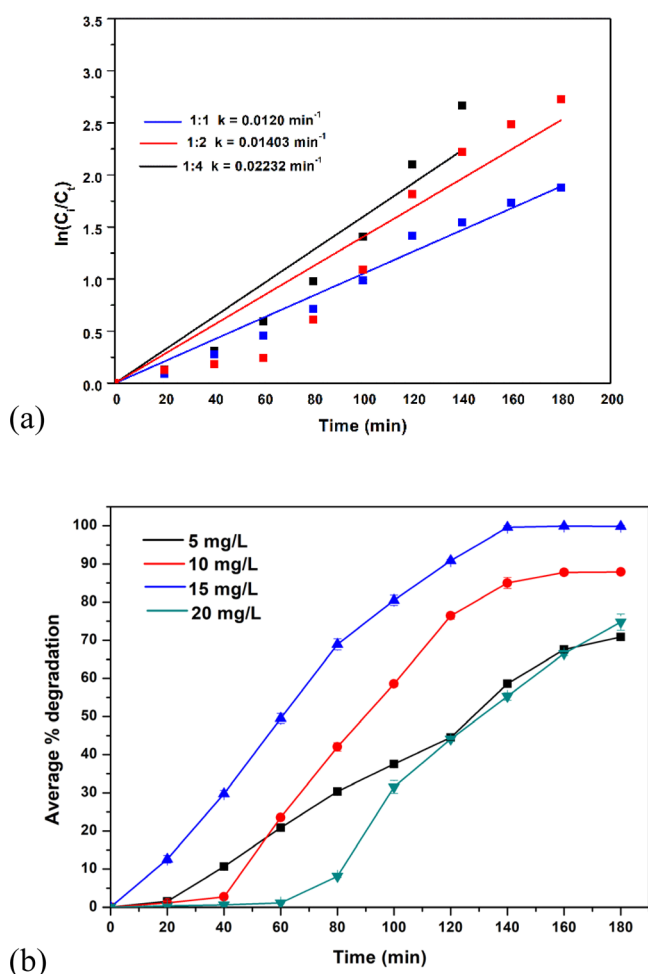 3.5
3.0
2.5
2.0
1.5
1.0
0.5
0.0
ln(Cᵢ/Cₜ)
1:1 k = 0.0120 min⁻¹
1:2 k = 0.01403 min⁻¹
1:4 k = 0.02232 min⁻¹
0 20 40 60 80 100 120 140 160 180 200
Time (min)
(a)
100
90
80
70
60
50
40
30
20
10
0
Average % degradation
5 mg/L
10 mg/L
15 mg/L
20 mg/L
0 20 40 60 80 100 120 140 160 180
Time (min)
(b)